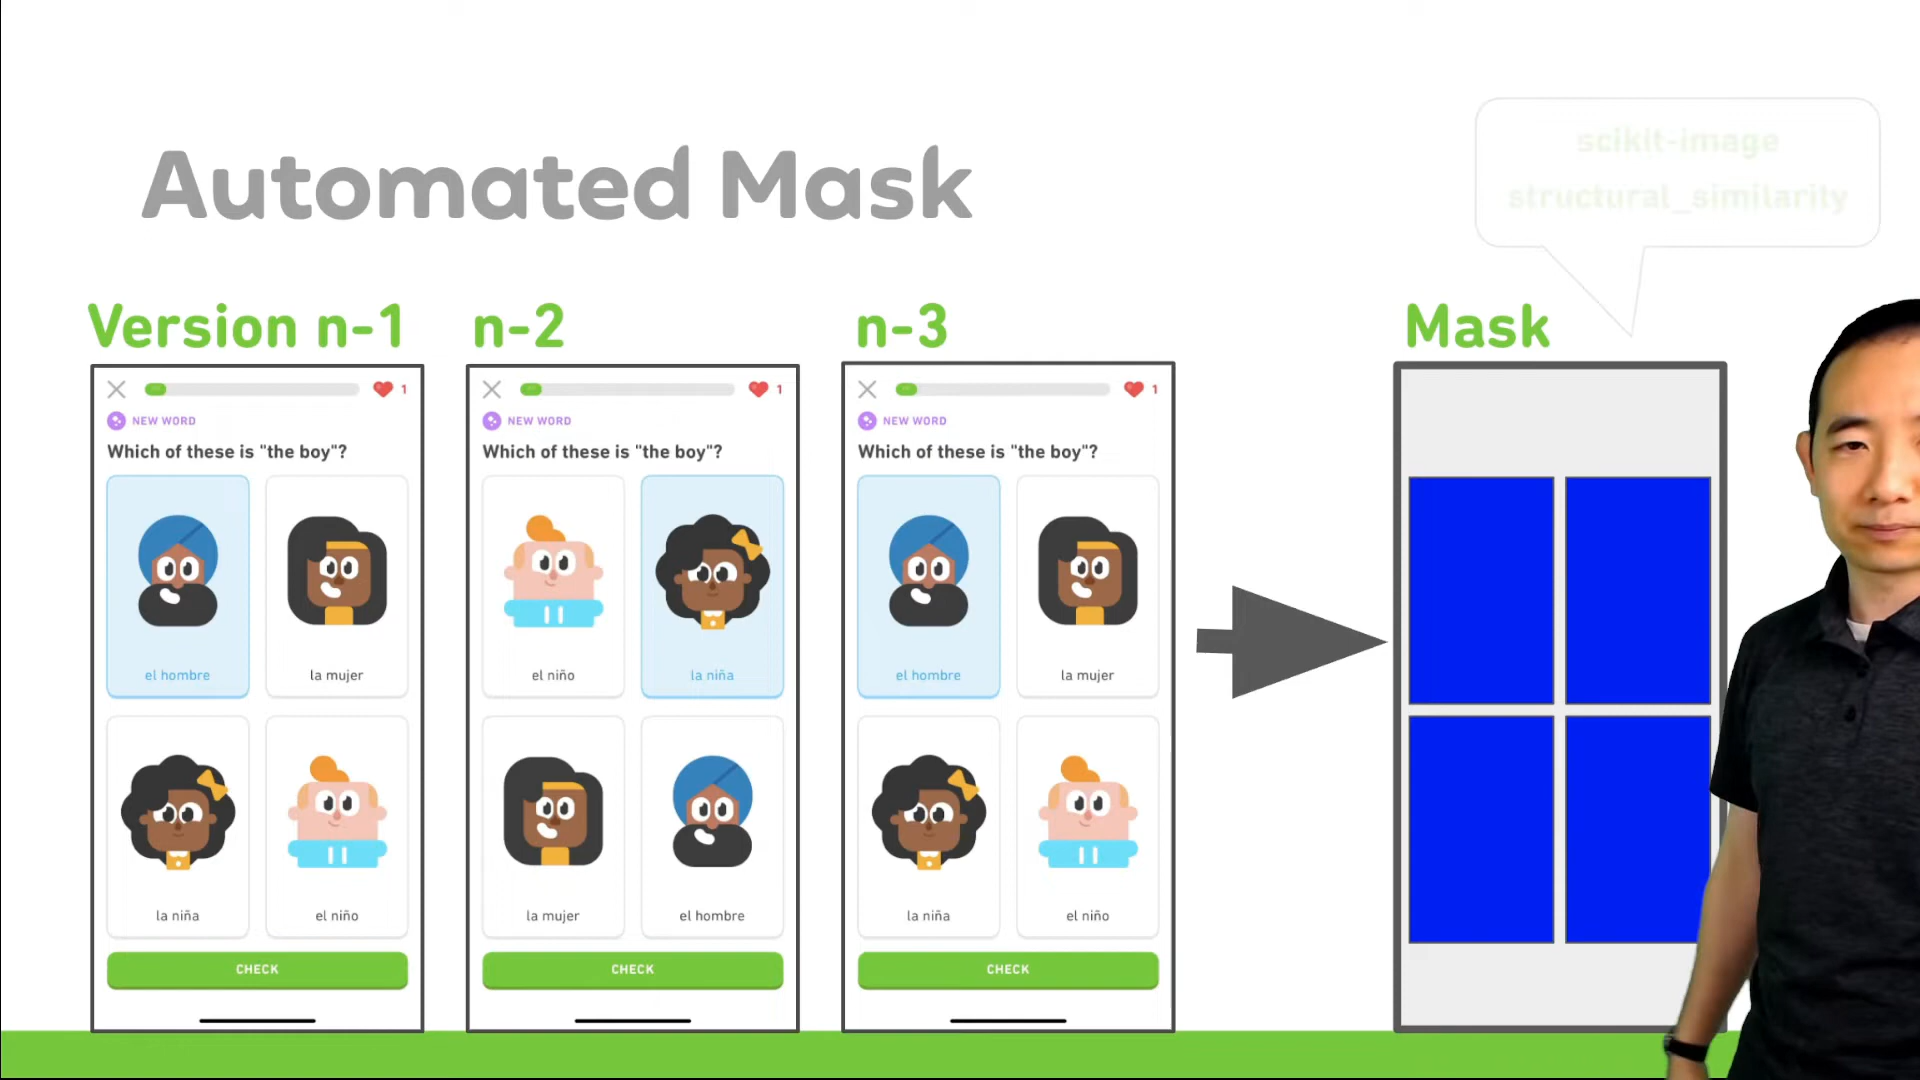 Automated Mask
scikit-image
structural_similarity
Version n-1
n-2
n-3
Mask
1
NEW WORD
Which of these is "the boy"?
el hombre
la mujer
la niña
el niño
CHECK
1
NEW WORD
Which of these is "the boy"?
el niño
la niña
la mujer
el hombre
CHECK
1
NEW WORD
Which of these is "the boy"?
el hombre
la mujer
la niña
el niño
CHECK